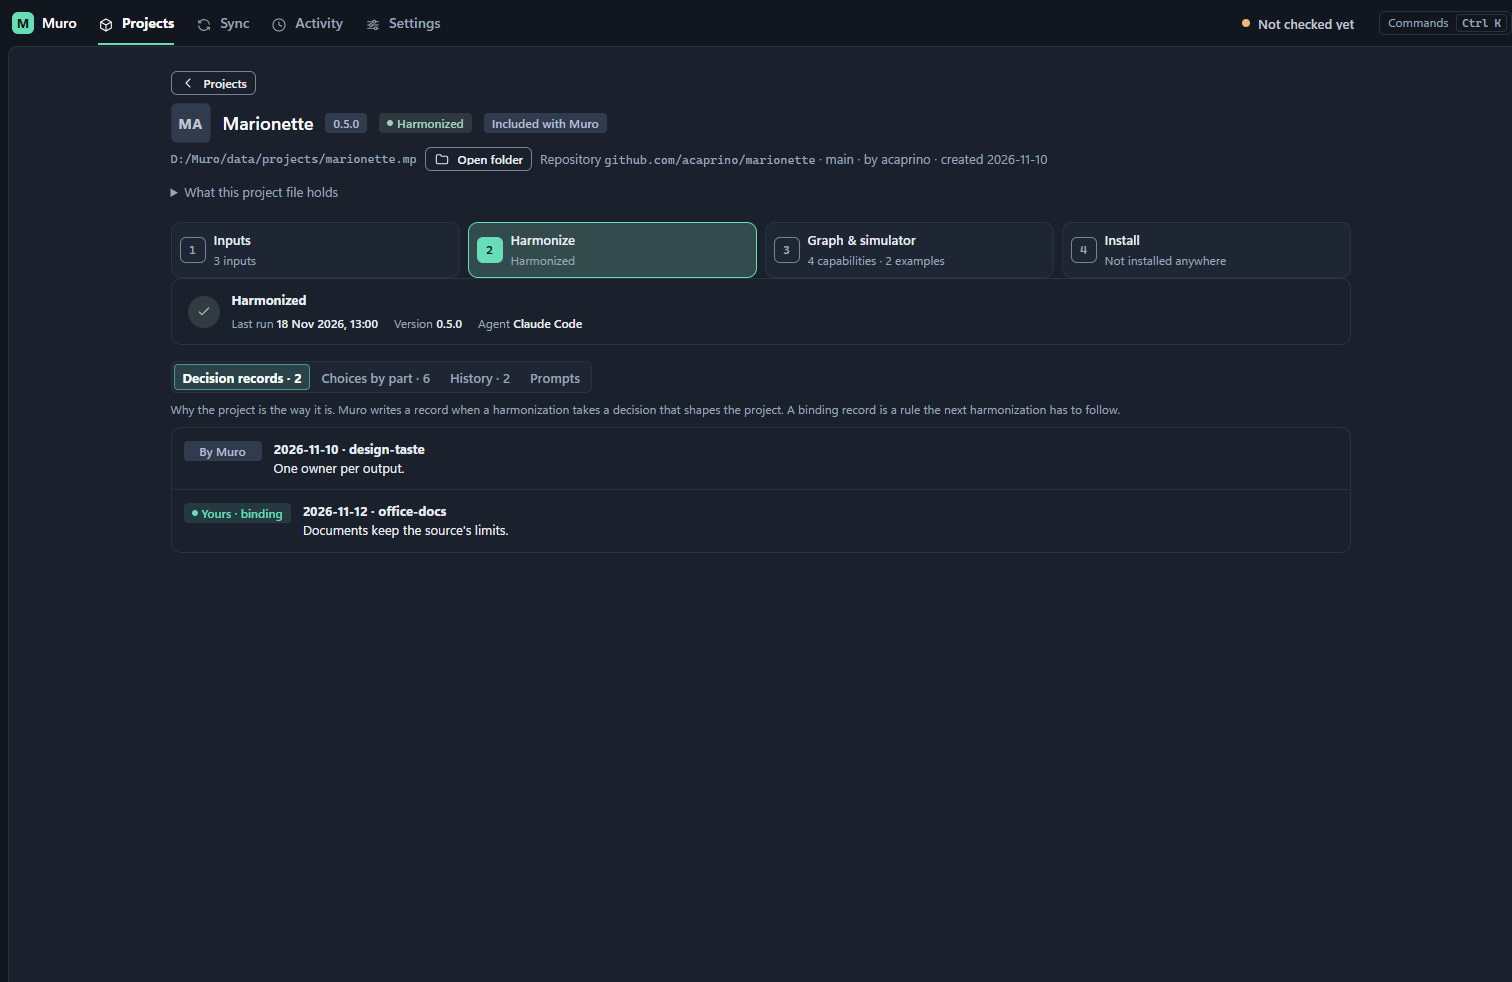 M Muro Projects Sync Activity Settings Not checked yet Commands Ctrl K
Projects
MA Marionette 0.5.0 Harmonized Included with Muro
D:/Muro/data/projects/marionette.mp Open folder Repository github.com/acaprino/marionette · main · by acaprino · created 2026-11-10
What this project file holds
1 Inputs
3 inputs
2 Harmonize
Harmonized
3 Graph & simulator
4 capabilities · 2 examples
4 Install
Not installed anywhere
Harmonized
Last run 18 Nov 2026, 13:00 Version 0.5.0 Agent Claude Code
Decision records · 2 Choices by part · 6 History · 2 Prompts
Why the project is the way it is. Muro writes a record when a harmonization takes a decision that shapes the project. A binding record is a rule the next harmonization has to follow.
By Muro 2026-11-10 · design-taste
One owner per output.
Yours · binding 2026-11-12 · office-docs
Documents keep the source's limits.